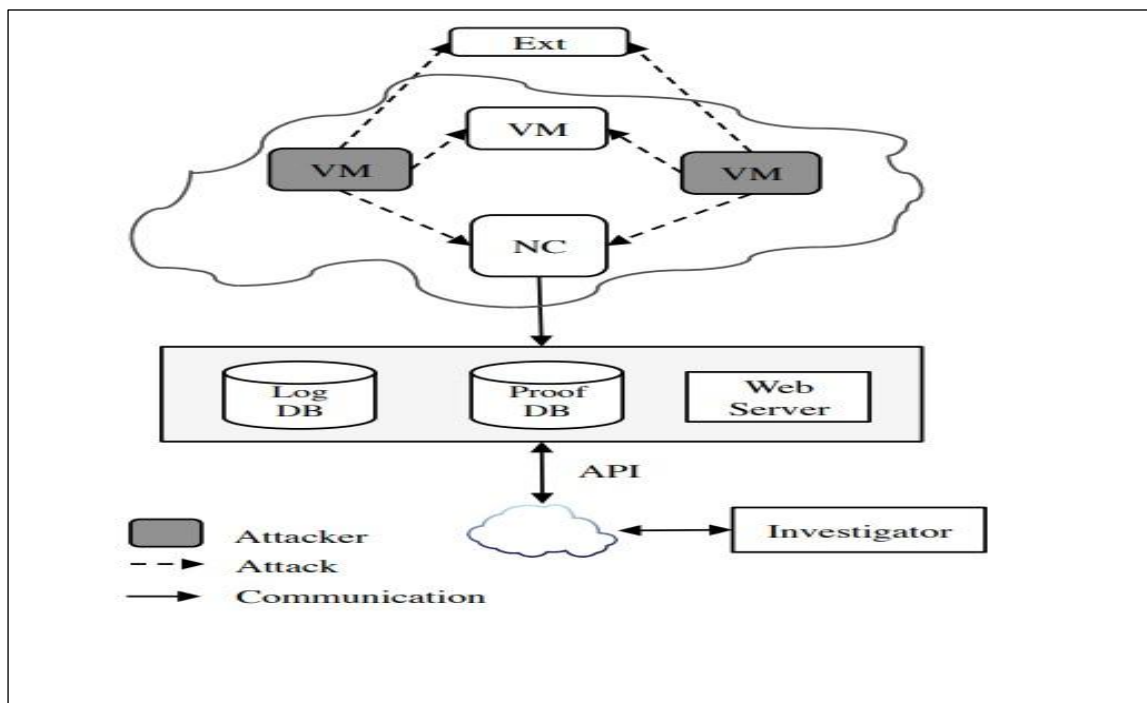 Ext
VM
VM
VM
NC
Log
DB
Proof
DB
Web
Server
API
Investigator
Attacker
Attack
Communication